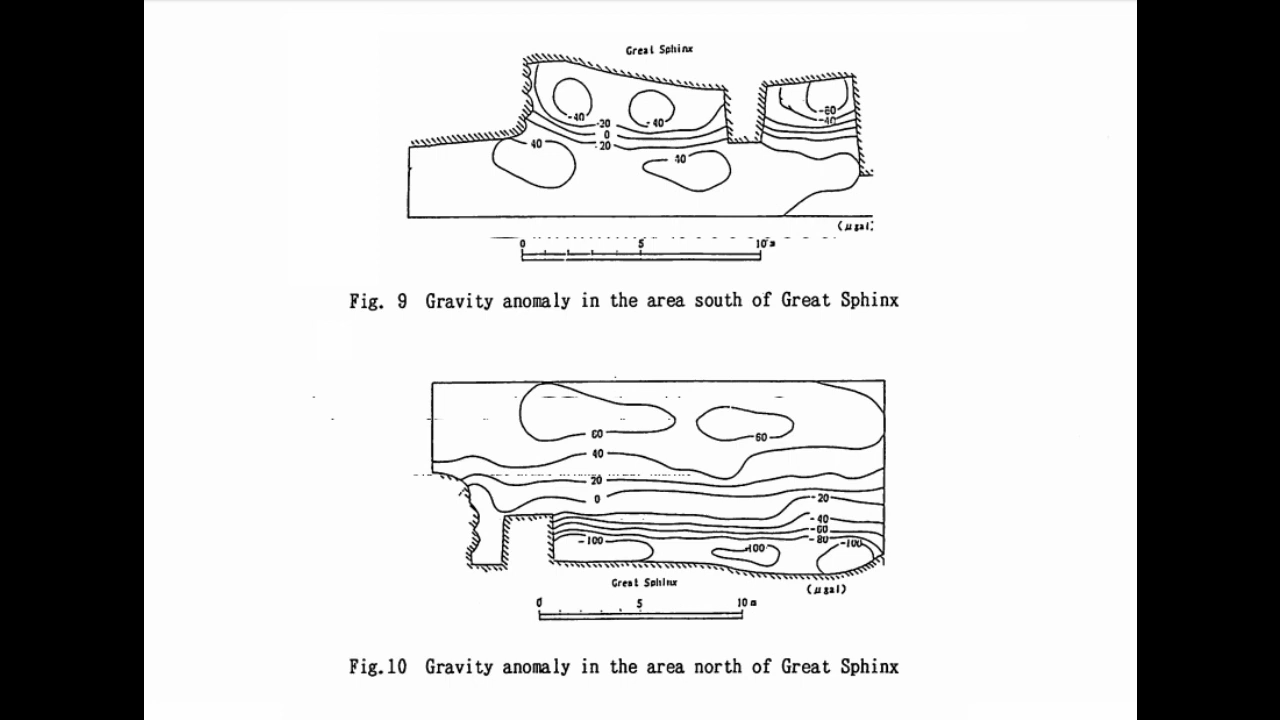 Great Sphinx
-40
-20
-40
0
-20
40
40
-60
-40
(μgal)
0 5 10 m
Fig. 9 Gravity anomaly in the area south of Great Sphinx
60
60
40
20
0
-20
-40
-60
-80
-100
-100
-100
Great Sphinx
(μgal)
0 5 10 m
Fig.10 Gravity anomaly in the area north of Great Sphinx